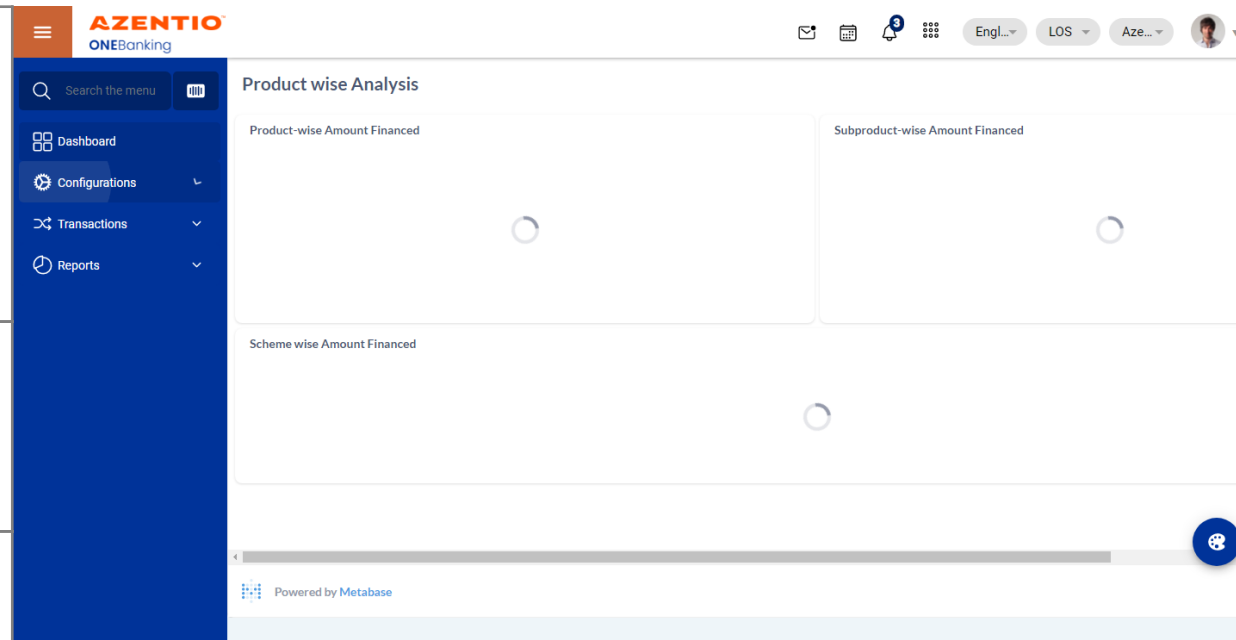 AZENTIO
ONEBanking
3
Engl...
LOS
Aze...
Search the menu
Dashboard
Configurations
Transactions
Reports
Product wise Analysis
Product-wise Amount Financed
Subproduct-wise Amount Financed
Scheme wise Amount Financed
Powered by Metabase